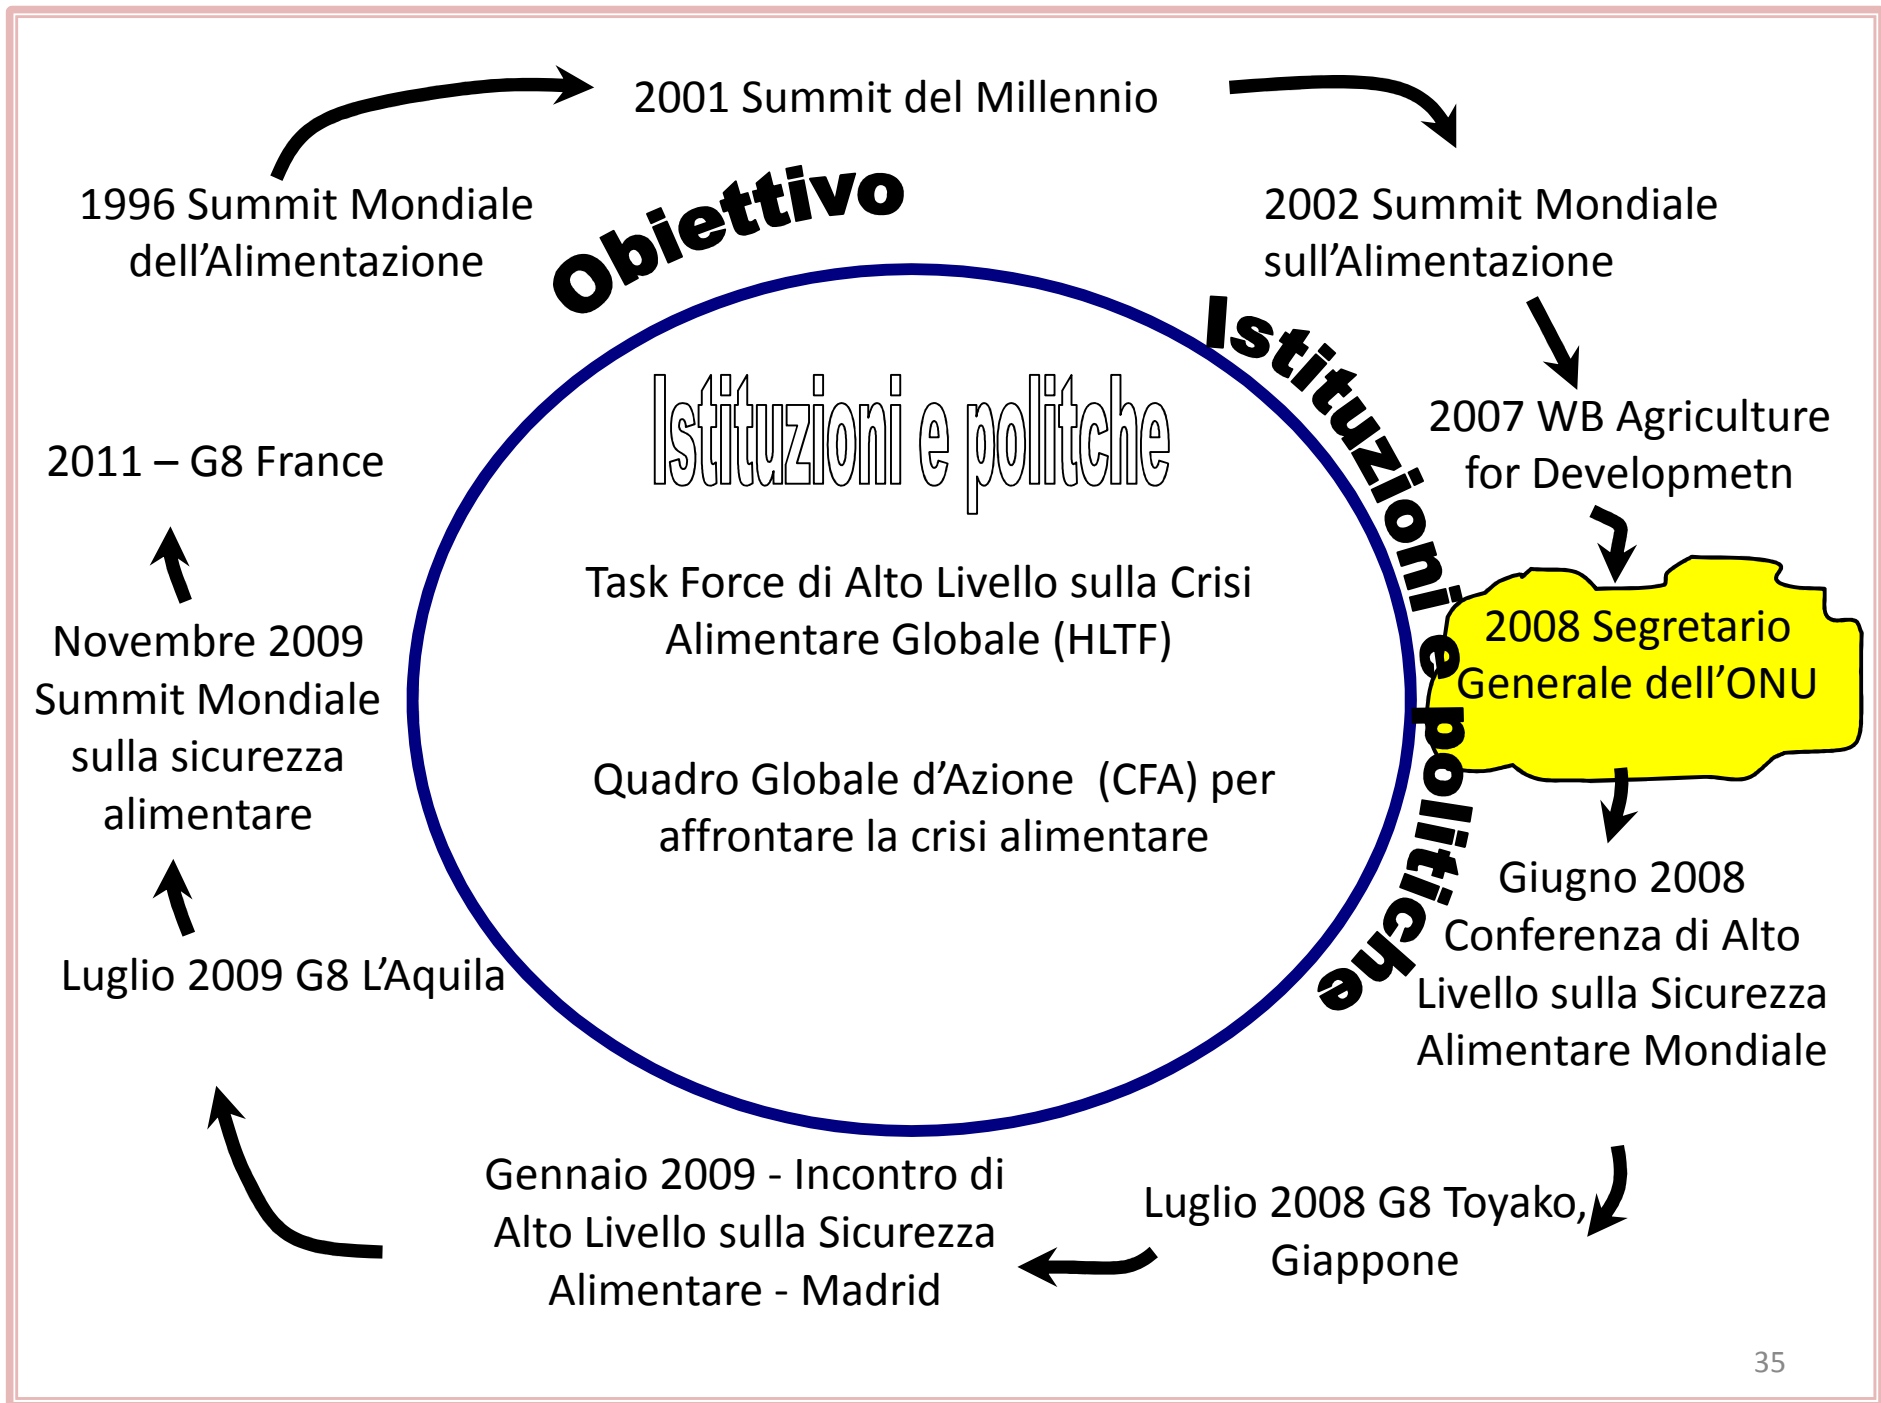 2001 Summit del Millennio
1996 Summit Mondiale
dell’Alimentazione
Obiettivo
2002 Summit Mondiale
sull’Alimentazione
Istituzioni e politiche
2007 WB Agriculture
for Developmetn
2008 Segretario
Generale dell’ONU
Giugno 2008
Conferenza di Alto
Livello sulla Sicurezza
Alimentare Mondiale
Luglio 2008 G8 Toyako,
Giappone
Gennaio 2009 - Incontro di
Alto Livello sulla Sicurezza
Alimentare - Madrid
Luglio 2009 G8 L’Aquila
Novembre 2009
Summit Mondiale
sulla sicurezza
alimentare
2011 – G8 France
Istituzioni e politche
Task Force di Alto Livello sulla Crisi
Alimentare Globale (HLTF)
Quadro Globale d’Azione  (CFA) per
affrontare la crisi alimentare
35